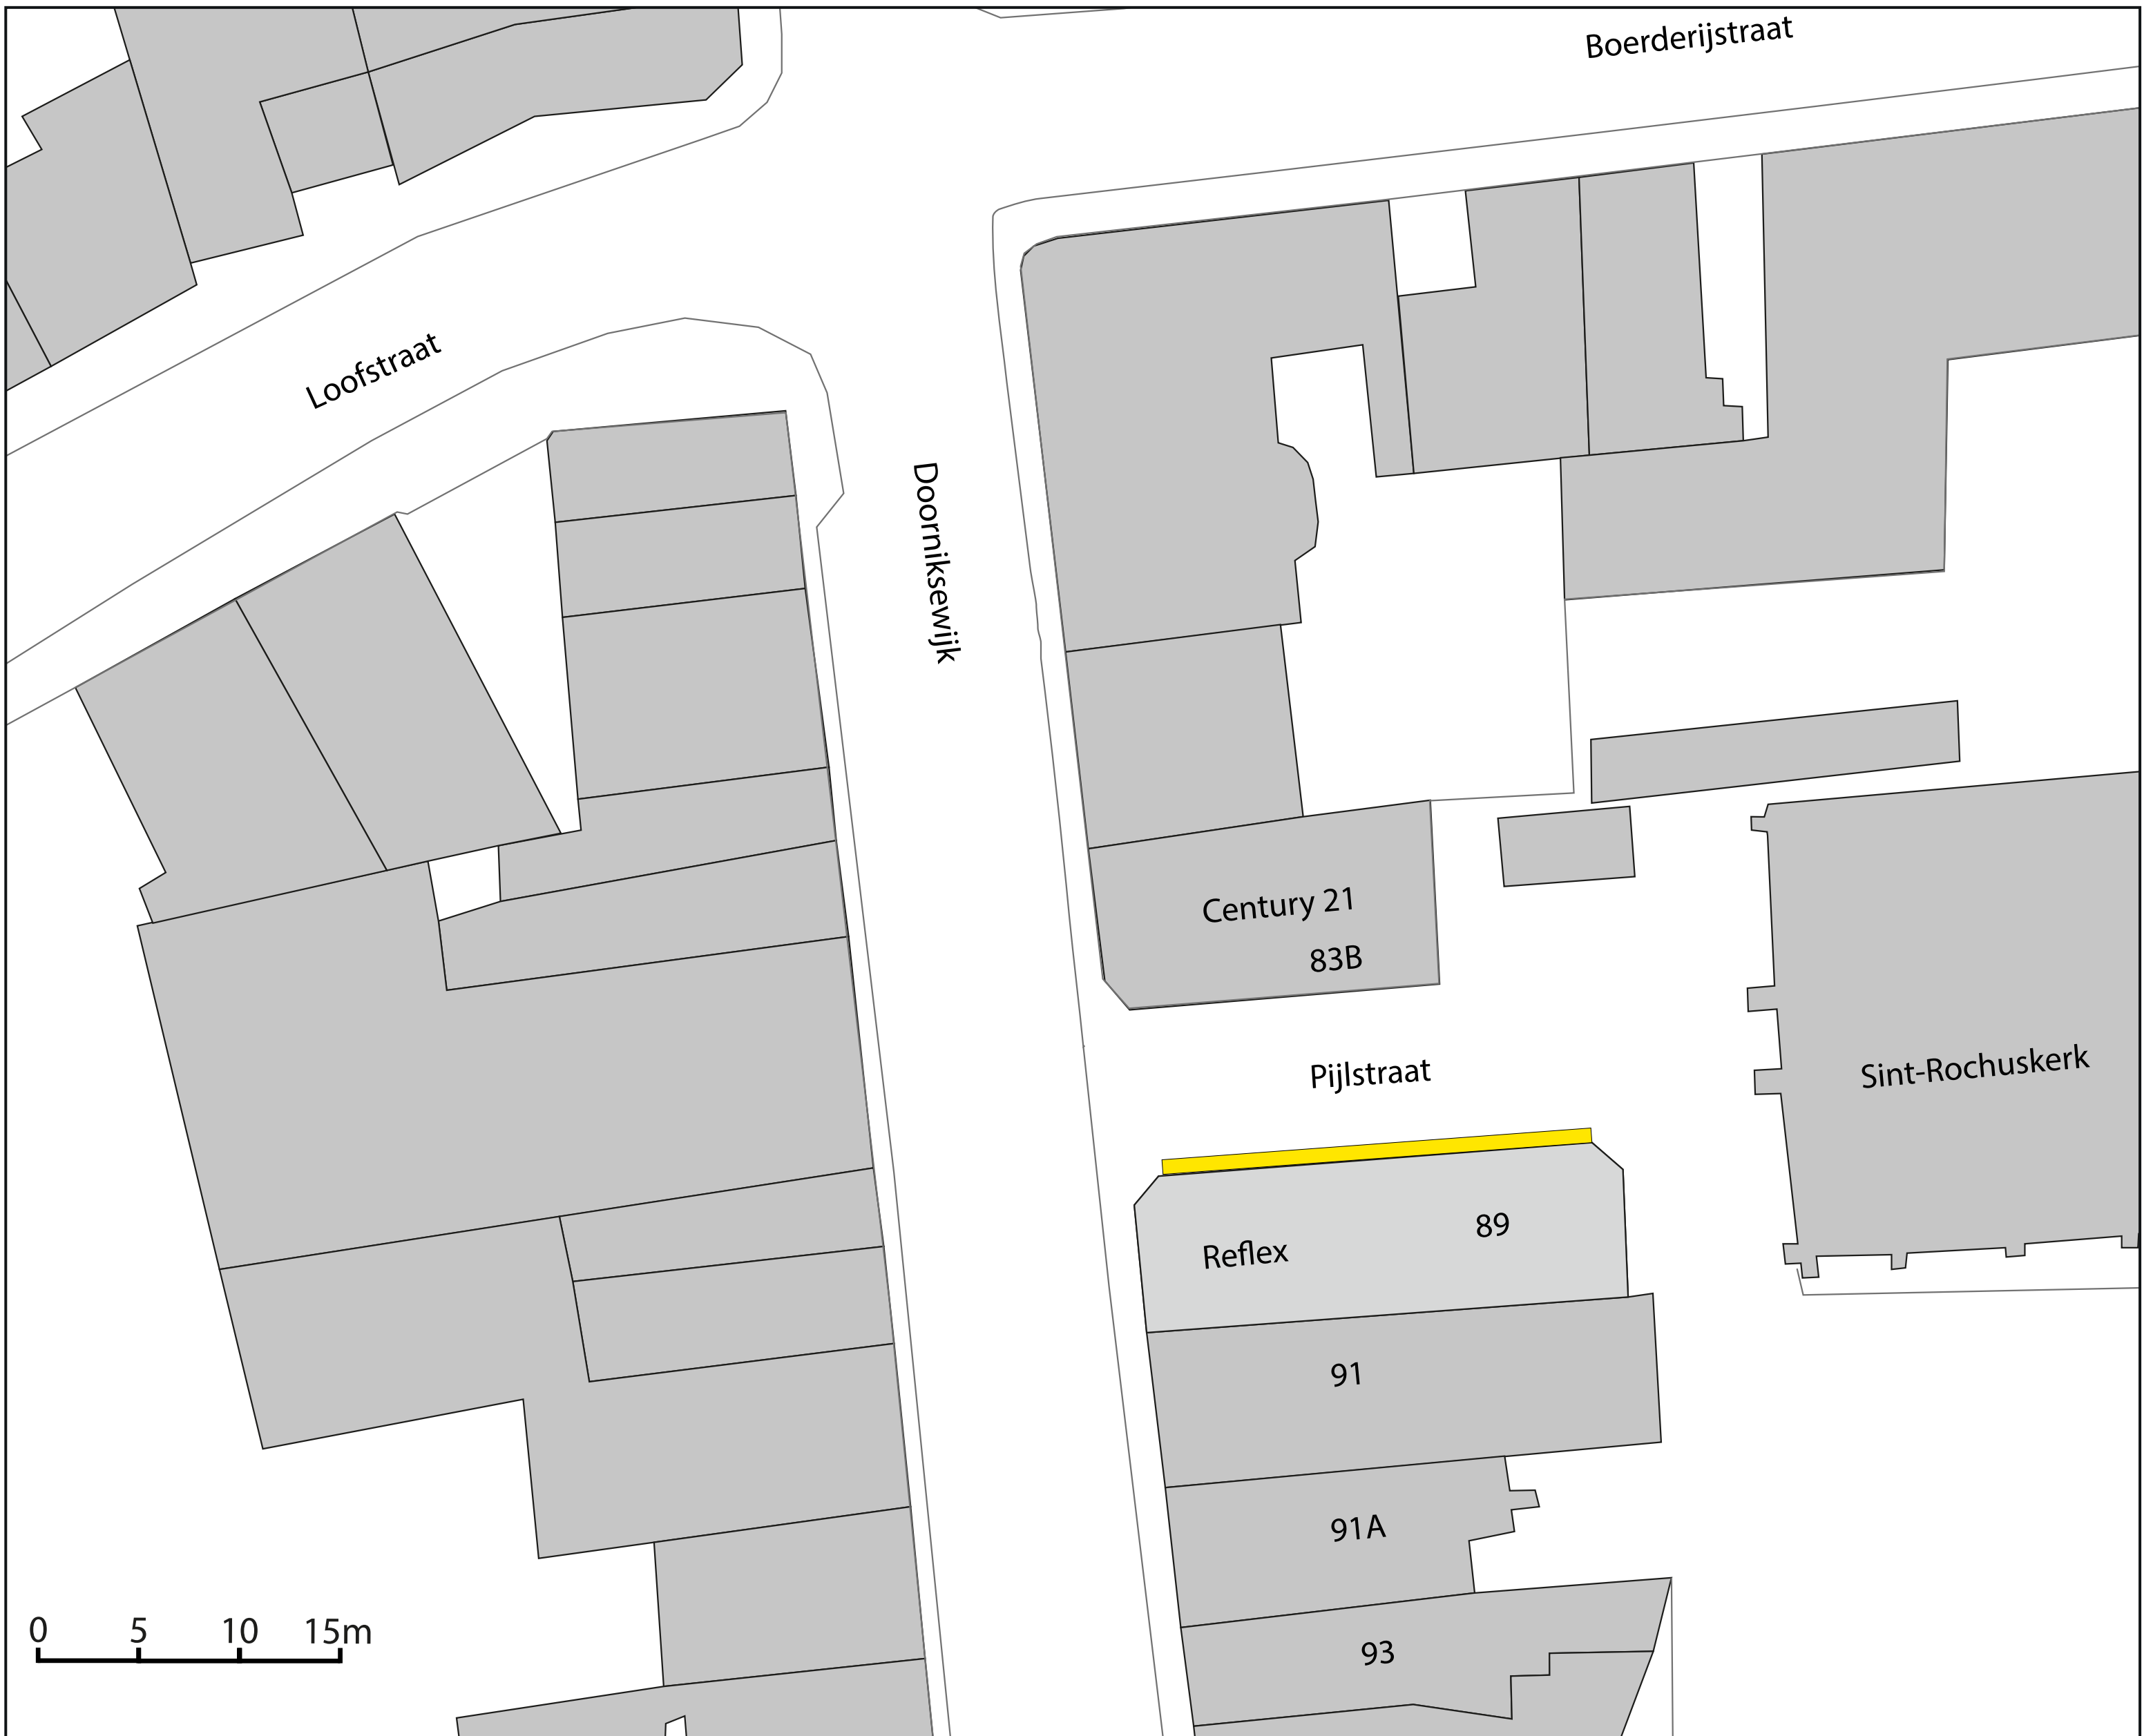 Boerderijstraat
Loofstraat
Doorniksewijk
Century 21
83B
Pijlstraat
Sint-Rochuskerk
89
Reflex
91
91A
93
0 5 10 15m